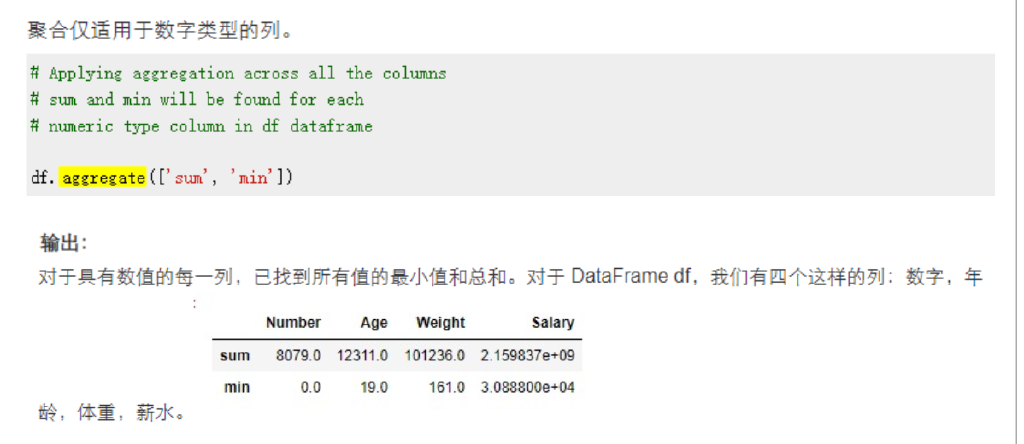 聚合仅适用于数字类型的列。
# Applying aggregation across all the columns
# sum and min will be found for each
# numeric type column in df dataframe
df.aggregate(['sum', 'min'])
输出:
对于具有数值的每一列，已找到所有值的最小值和总和。对于 DataFrame df，我们有四个这样的列：数字，年
:
Number Age Weight Salary
sum 8079.0 12311.0 101236.0 2.159837e+09
min 0.0 19.0 161.0 3.088800e+04
龄，体重，薪水。